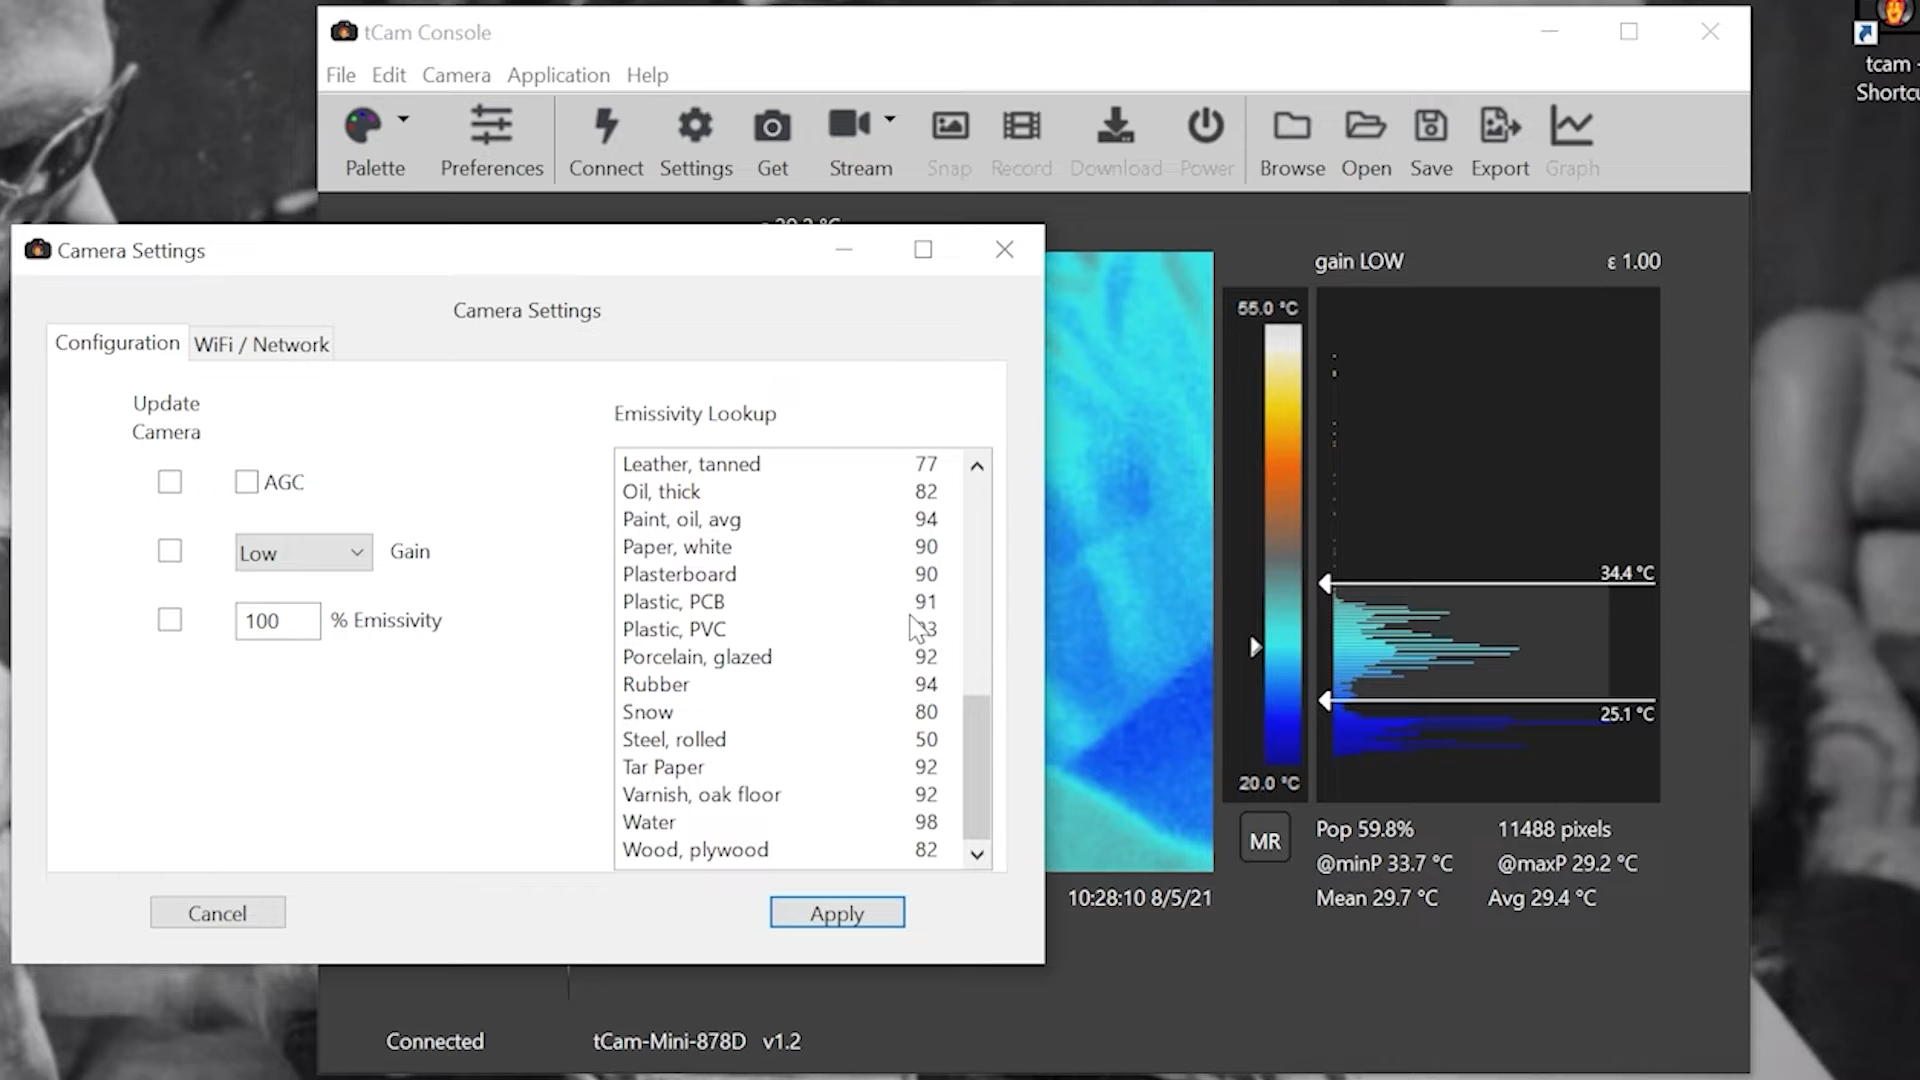 tCam Console
File Edit Camera Application Help
Palette Preferences Connect Settings Get Stream Snap Record Download Power Browse Open Save Export Graph
tcam -
Camera Settings
Camera Settings
Configuration WiFi / Network
Update
Camera
AGC
Low Gain
100 % Emissivity
Emissivity Lookup
Leather, tanned 77
Oil, thick 82
Paint, oil, avg 94
Paper, white 90
Plasterboard 90
Plastic, PCB 91
Plastic, PVC
Porcelain, glazed 92
Rubber 94
Snow 80
Steel, rolled 50
Tar Paper 92
Varnish, oak floor 92
Water 98
Wood, plywood 82
Cancel Apply
gain LOW ε 1.00
55.0 °C
34.4 °C
25.1 °C
20.0 °C
MR
Pop 59.8% 11488 pixels
@minP 33.7 °C @maxP 29.2 °C
Mean 29.7 °C Avg 29.4 °C
10:28:10 8/5/21
Connected tCam-Mini-878D v1.2